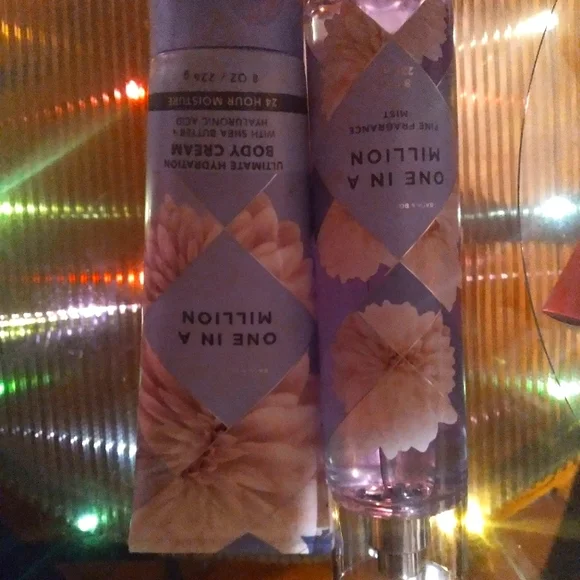 ONE IN A
MILLION
ULTIMATE HYDRATION
BODY CREAM
WITH SHEA BUTTER +
HYALURONIC ACID
24 HOUR MOISTURE
8 OZ / 226 g
ONE IN A
MILLION
FINE FRAGRANCE
MIST
8